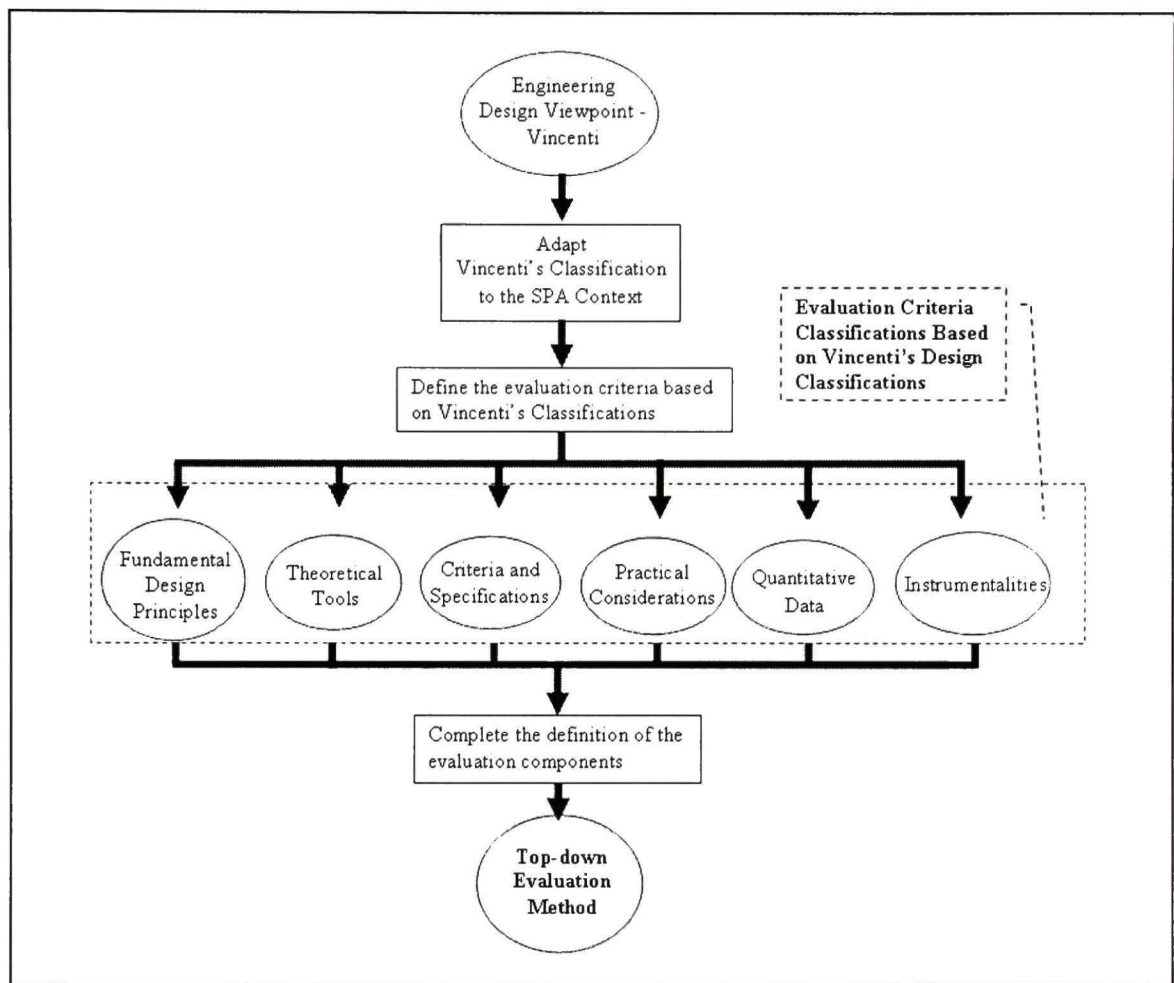 Engineering
Design Viewpoint -
Vincenti
Adapt
Vincenti's Classification
to the SPA Context
Evaluation Criteria
Classifications Based
on Vincenti's Design
Classifications
Define the evaluation criteria based
on Vincenti's Classifications
Fundamental
Design
Principles
Theoretical
Tools
Criteria and
Specifications
Practical
Considerations
Quantitative
Data
Instrumentalities
Complete the definition of the
evaluation components
Top-down
Evaluation
Method